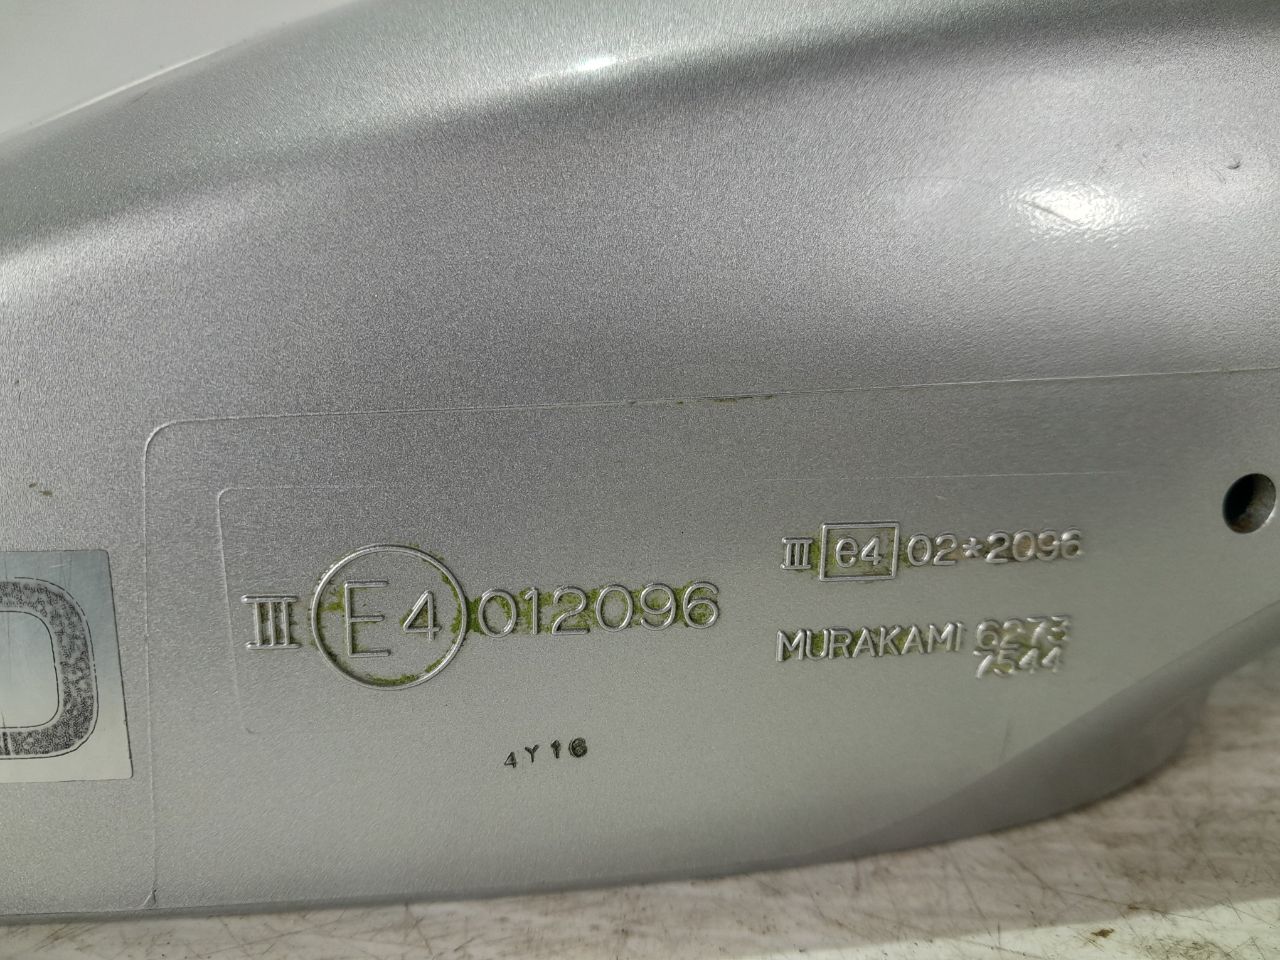 III E4 012096
III e4 02*2096
MURAKAMI 6273
7544
4Y16